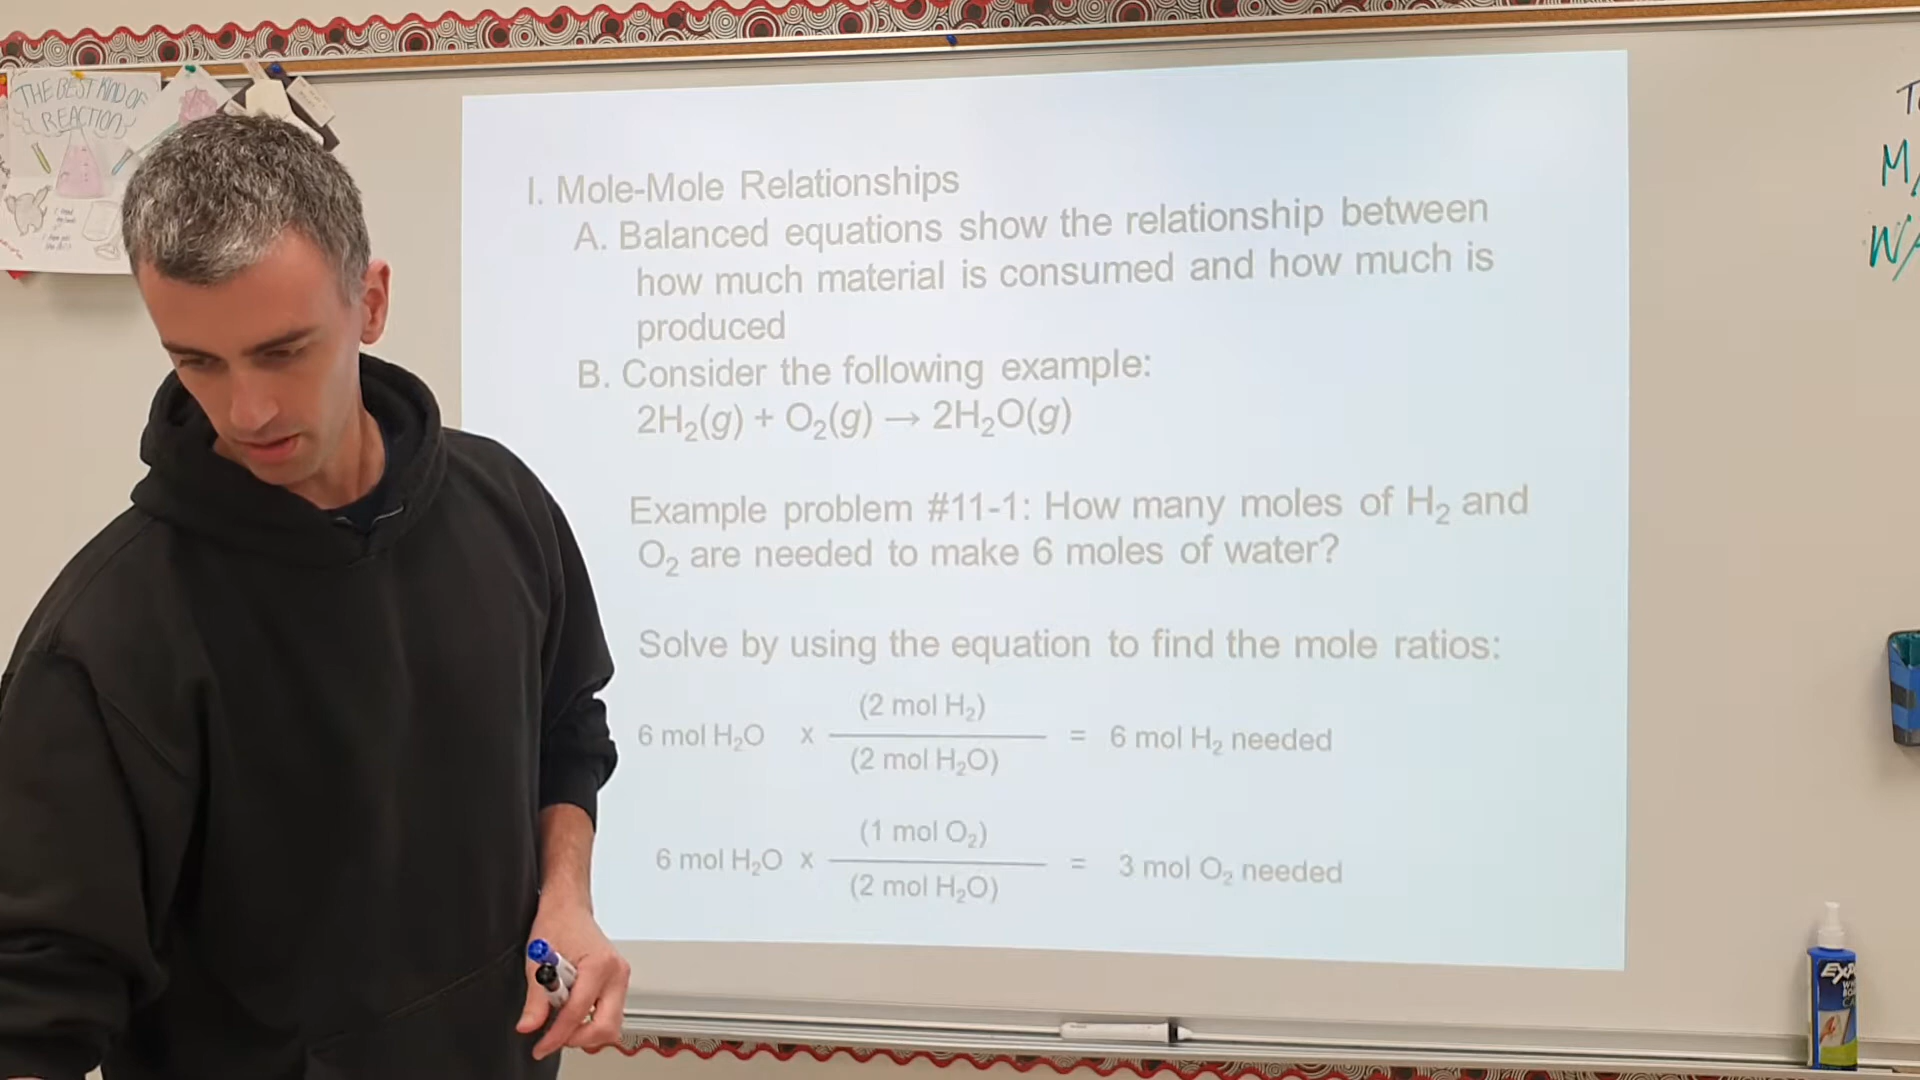 THE BEST KIND OF
REACTION
I. Mole-Mole Relationships
A. Balanced equations show the relationship between
how much material is consumed and how much is
produced
B. Consider the following example:
2H₂(g) + O₂(g) → 2H₂O(g)
Example problem #11-1: How many moles of H₂ and
O₂ are needed to make 6 moles of water?
Solve by using the equation to find the mole ratios:
(2 mol H₂)
6 mol H₂O x = 6 mol H₂ needed
(2 mol H₂O)
(1 mol O₂)
6 mol H₂O x = 3 mol O₂ needed
(2 mol H₂O)
M
W
EXP